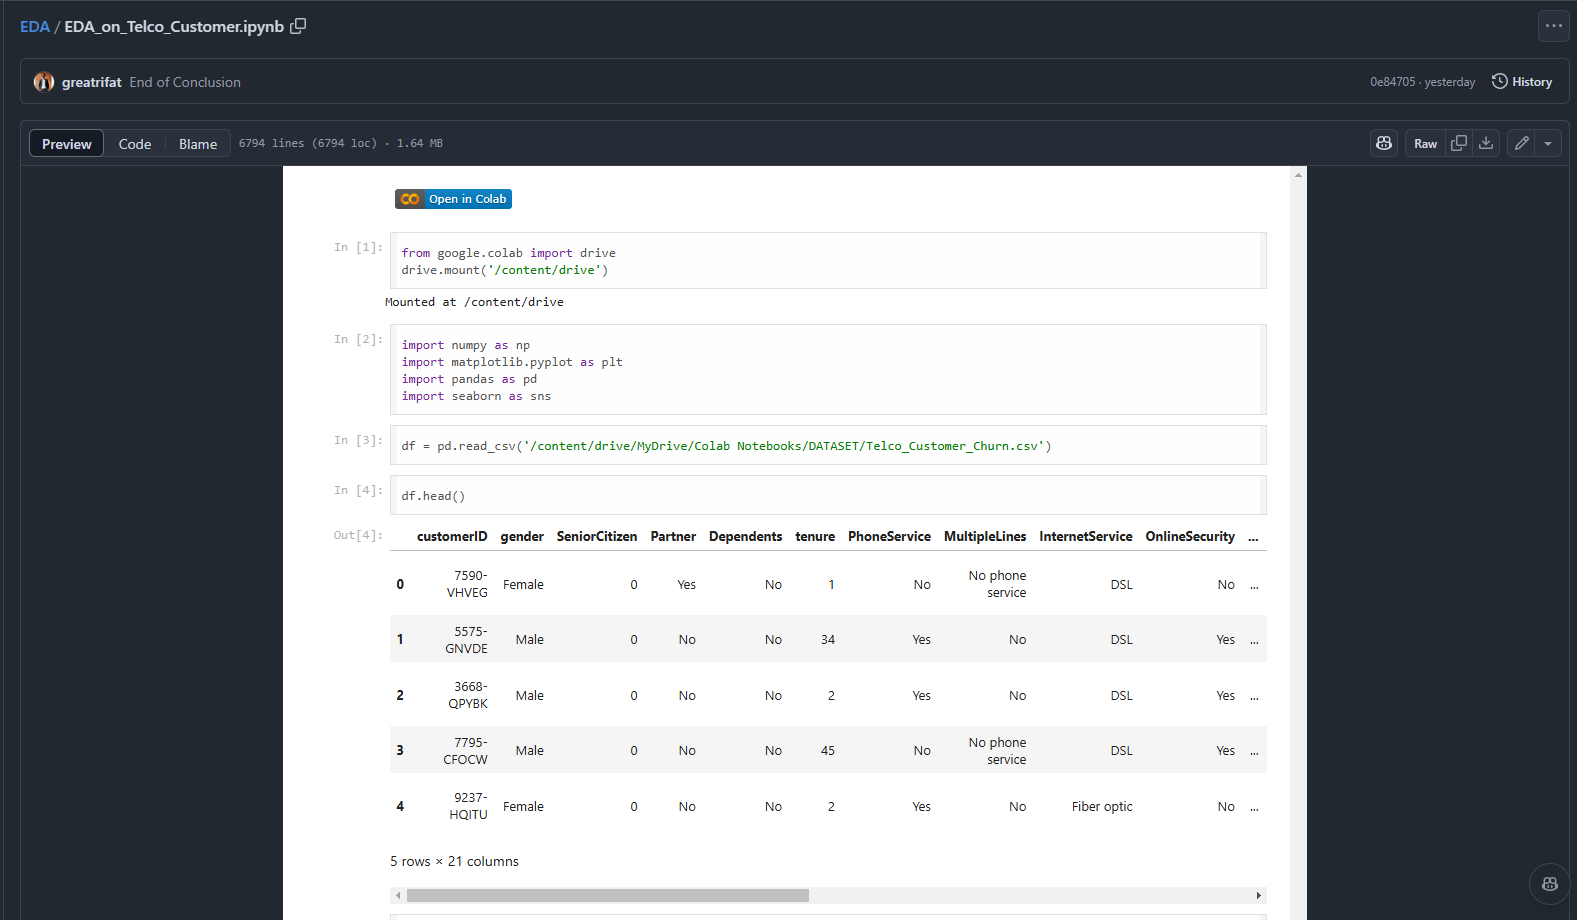 EDA / EDA_on_Telco_Customer.ipynb
greatrifat End of Conclusion 0e84705 · yesterday History
Preview Code Blame 6794 lines (6794 loc) · 1.64 MB Raw
Open in Colab
In [1]: from google.colab import drive
drive.mount('/content/drive')
Mounted at /content/drive
In [2]: import numpy as np
import matplotlib.pyplot as plt
import pandas as pd
import seaborn as sns
In [3]: df = pd.read_csv('/content/drive/MyDrive/Colab Notebooks/DATASET/Telco_Customer_Churn.csv')
In [4]: df.head()
Out[4]: customerID gender SeniorCitizen Partner Dependents tenure PhoneService MultipleLines InternetService OnlineSecurity ...
0 7590-VHVEG Female 0 Yes No 1 No No phone service DSL No ...
1 5575-GNVDE Male 0 No No 34 Yes No DSL Yes ...
2 3668-QPYBK Male 0 No No 2 Yes No DSL Yes ...
3 7795-CFOCW Male 0 No No 45 No No phone service DSL Yes ...
4 9237-HQITU Female 0 No No 2 Yes No Fiber optic No ...
5 rows × 21 columns